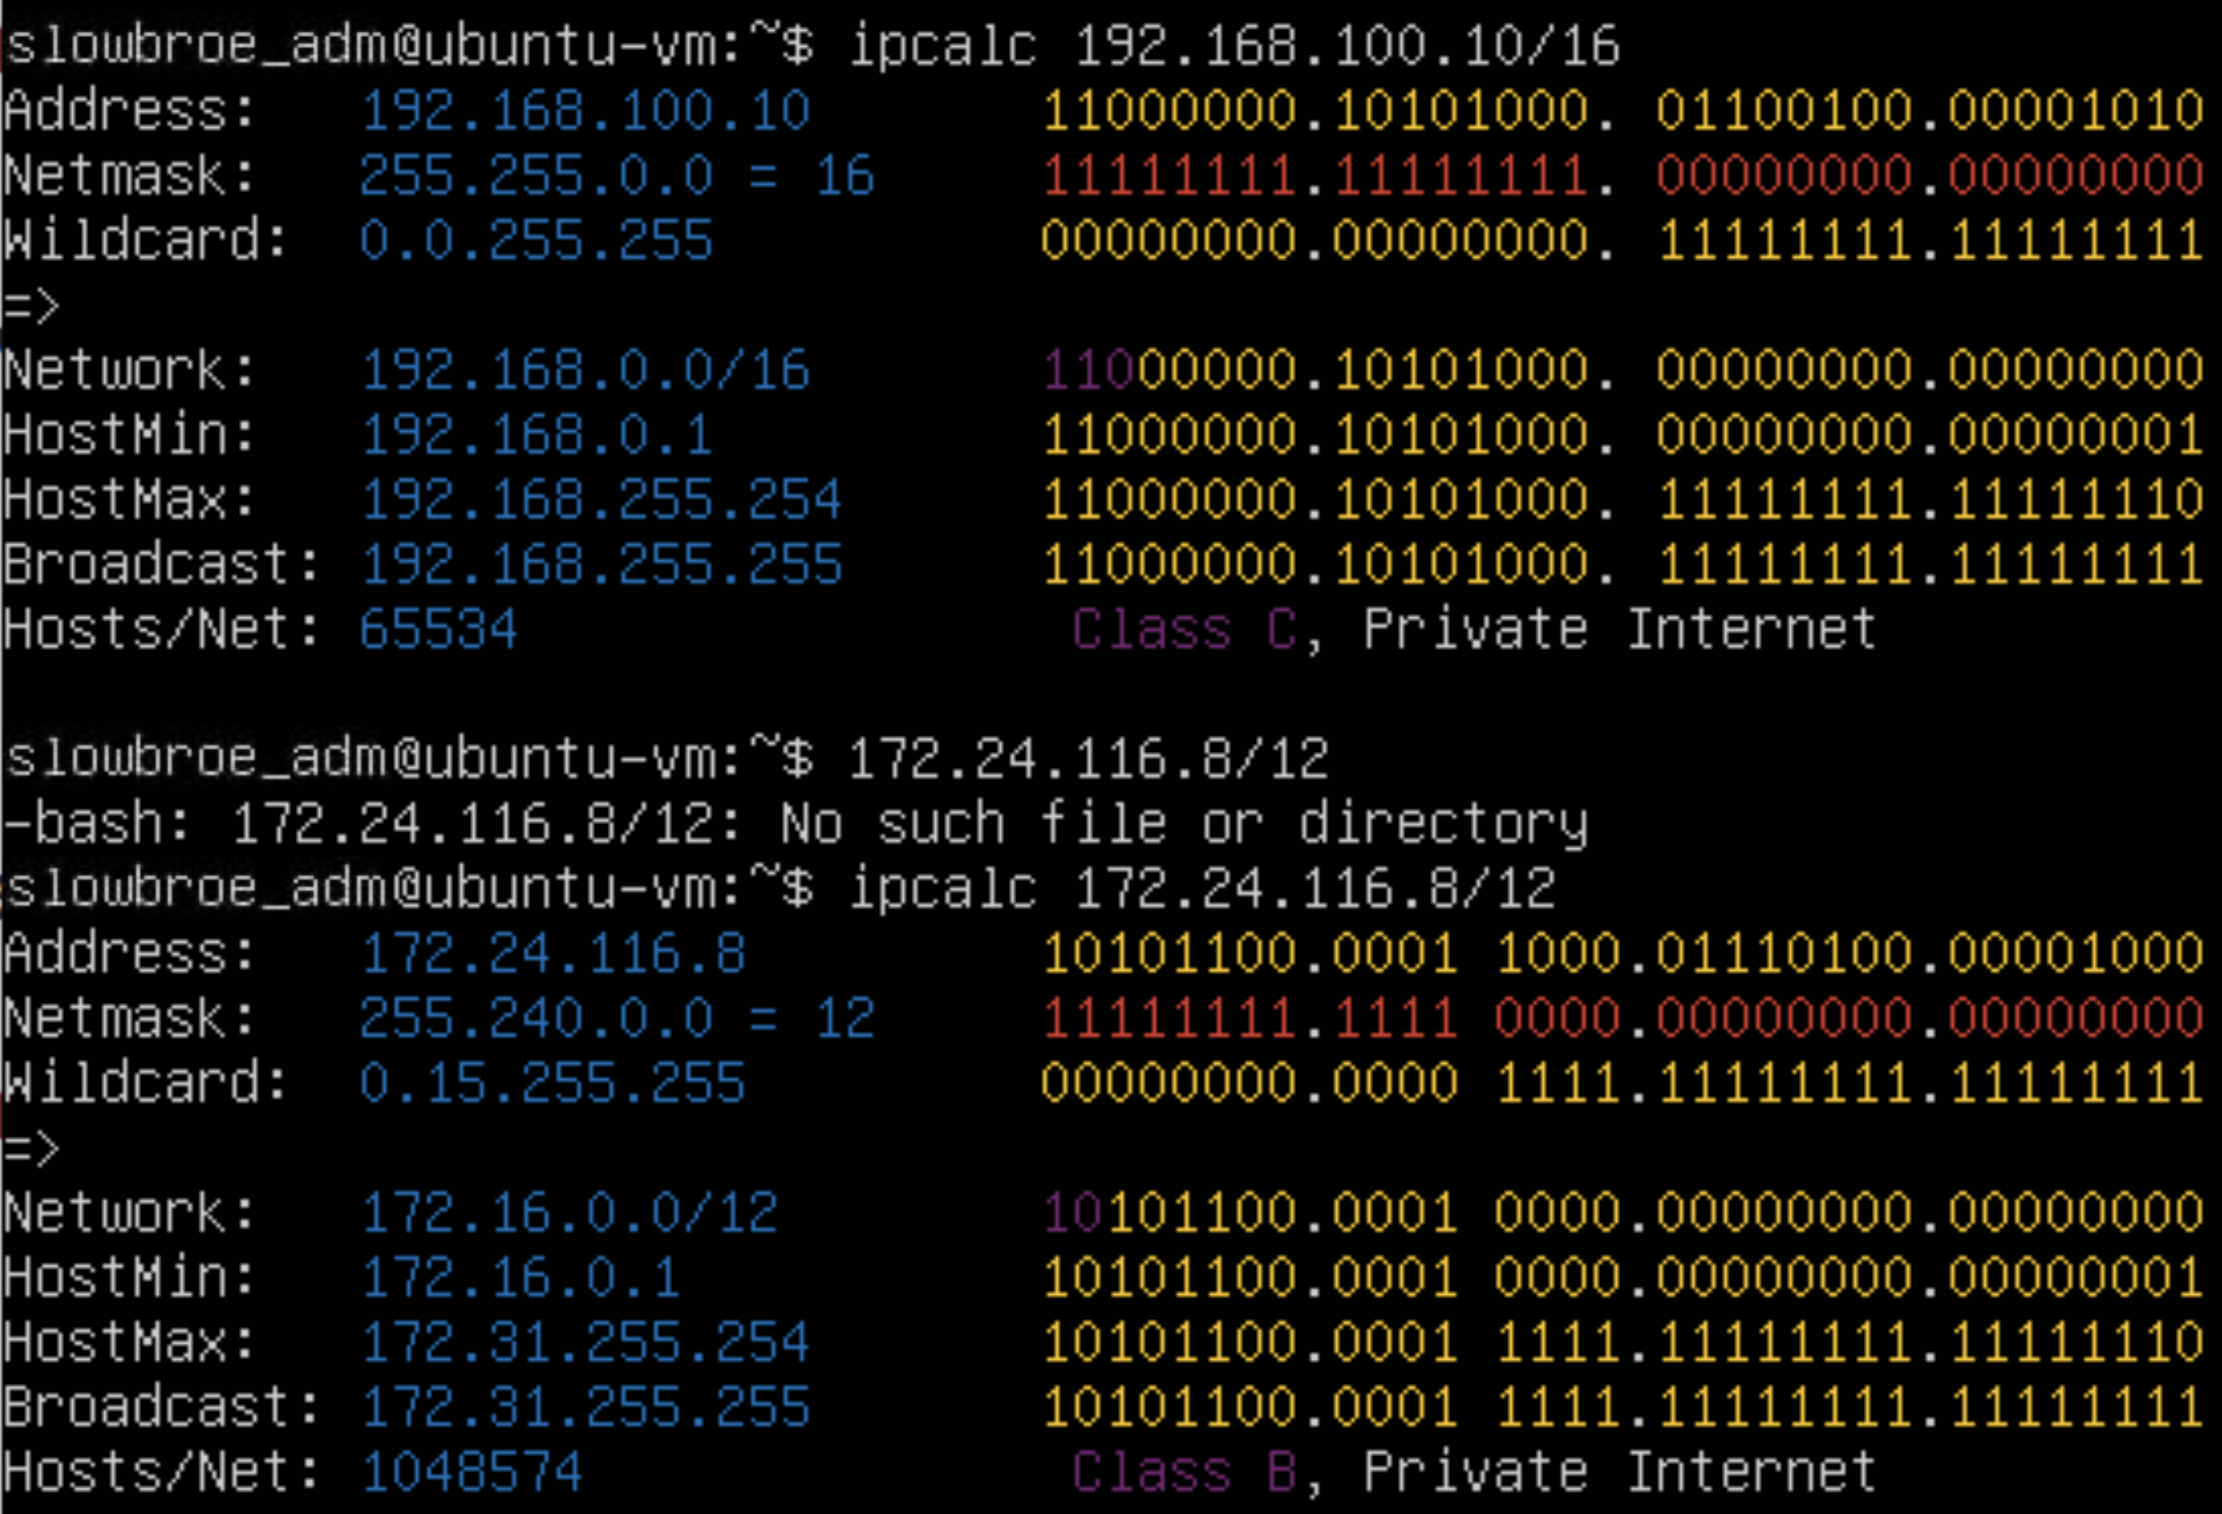 slowbroe_adm@ubuntu-vm:~$ ipcalc 192.168.100.10/16
Address:   192.168.100.10       11000000.10101000. 01100100.00001010
Netmask:   255.255.0.0 = 16     11111111.11111111. 00000000.00000000
Wildcard:  0.0.255.255          00000000.00000000. 11111111.11111111
=>
Network:   192.168.0.0/16       11000000.10101000. 00000000.00000000
HostMin:   192.168.0.1          11000000.10101000. 00000000.00000001
HostMax:   192.168.255.254      11000000.10101000. 11111111.11111110
Broadcast: 192.168.255.255      11000000.10101000. 11111111.11111111
Hosts/Net: 65534                 Class C, Private Internet
slowbroe_adm@ubuntu-vm:~$ 172.24.116.8/12
-bash: 172.24.116.8/12: No such file or directory
slowbroe_adm@ubuntu-vm:~$ ipcalc 172.24.116.8/12
Address:   172.24.116.8         10101100.0001 1000.01110100.00001000
Netmask:   255.240.0.0 = 12     11111111.1111 0000.00000000.00000000
Wildcard:  0.15.255.255         00000000.0000 1111.11111111.11111111
=>
Network:   172.16.0.0/12        10101100.0001 0000.00000000.00000000
HostMin:   172.16.0.1           10101100.0001 0000.00000000.00000001
HostMax:   172.31.255.254       10101100.0001 1111.11111111.11111110
Broadcast: 172.31.255.255       10101100.0001 1111.11111111.11111111
Hosts/Net: 1048574               Class B, Private Internet